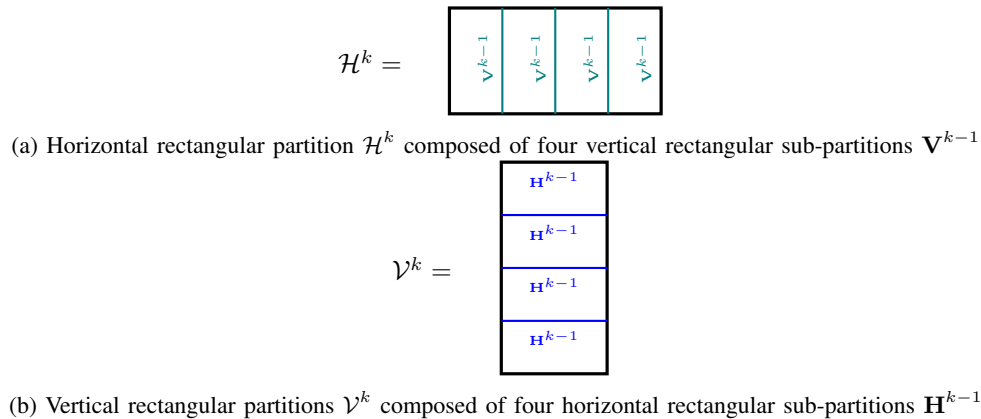 𝓗^k =
V^{k−1} V^{k−1} V^{k−1} V^{k−1}
(a) Horizontal rectangular partition 𝓗^k composed of four vertical rectangular sub-partitions V^{k−1}
H^{k−1}
H^{k−1}
𝓥^k =
H^{k−1}
H^{k−1}
(b) Vertical rectangular partitions 𝓥^k composed of four horizontal rectangular sub-partitions H^{k−1}